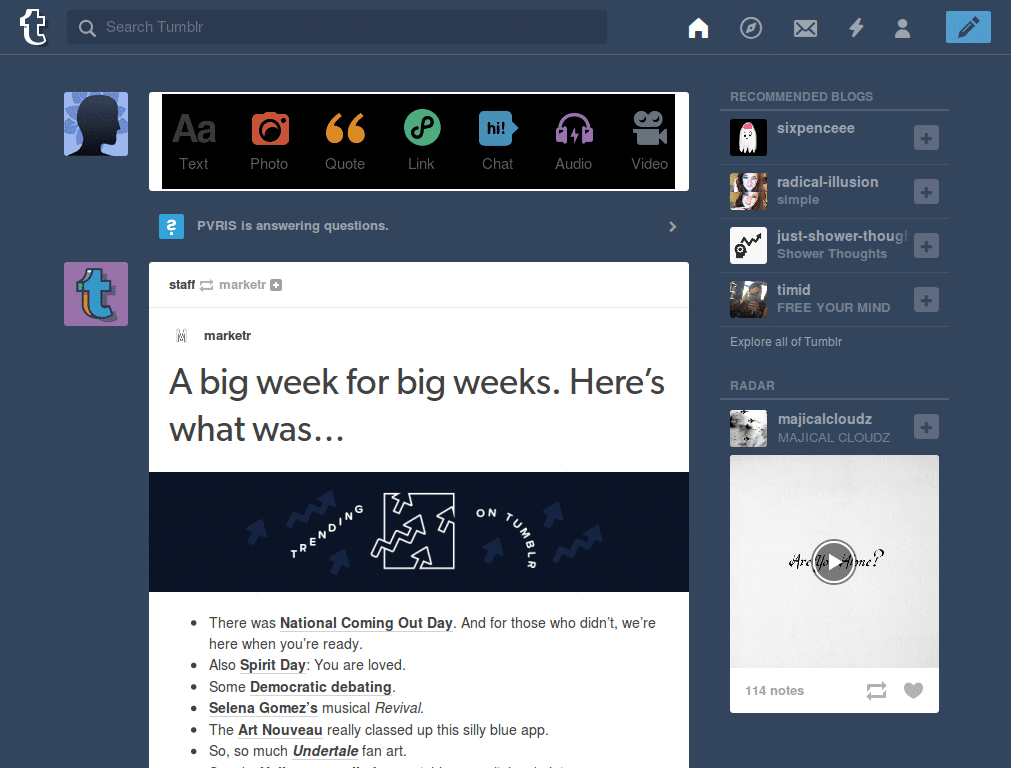 Search Tumblr
Aa
Text
Photo
Quote
Link
hi!
Chat
Audio
Video
PVRIS is answering questions.
staff marketr
marketr
A big week for big weeks. Here’s
what was…
TRENDING
ON TUMBLR
There was National Coming Out Day. And for those who didn’t, we’re
here when you’re ready.
Also Spirit Day: You are loved.
Some Democratic debating.
Selena Gomez’s musical Revival.
The Art Nouveau really classed up this silly blue app.
So, so much Undertale fan art.
RECOMMENDED BLOGS
sixpenceee
radical-illusion
simple
just-shower-thoug
Shower Thoughts
timid
FREE YOUR MIND
Explore all of Tumblr
RADAR
majicalcloudz
MAJICAL CLOUDZ
Are You
114 notes